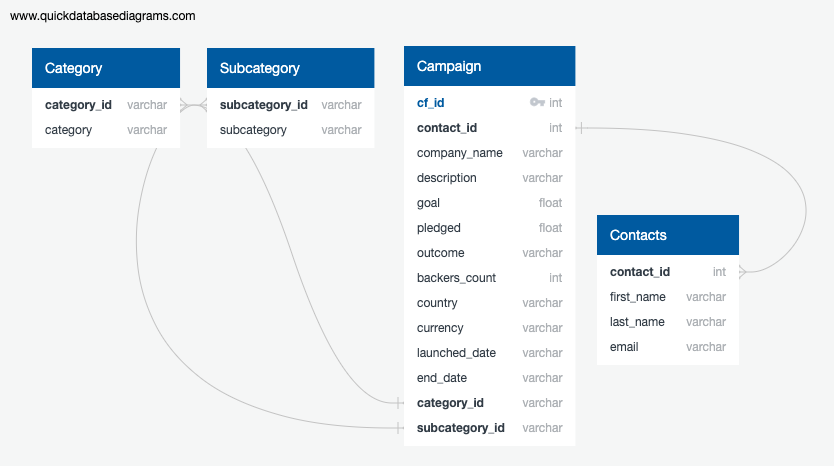 www.quickdatabasediagrams.com
Category
category_id varchar
category varchar
Subcategory
subcategory_id varchar
subcategory varchar
Campaign
cf_id int
contact_id int
company_name varchar
description varchar
goal float
pledged float
outcome varchar
backers_count int
country varchar
currency varchar
launched_date varchar
end_date varchar
category_id varchar
subcategory_id varchar
Contacts
contact_id int
first_name varchar
last_name varchar
email varchar